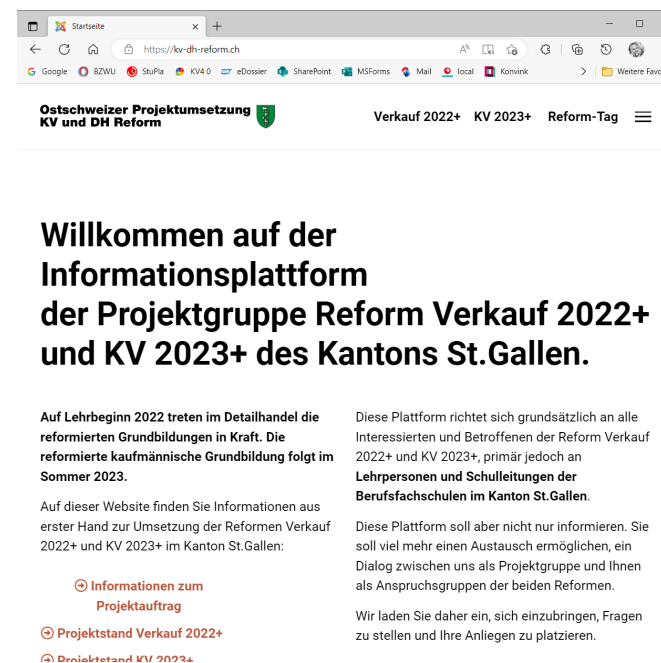 Startseite
https://kv-dh-reform.ch
Google BZWU StuPla KV4 0 eDossier SharePoint MSForms Mail local Konvink Weitere Favo
Ostschweizer Projektumsetzung
KV und DH Reform
Verkauf 2022+ KV 2023+ Reform-Tag
Willkommen auf der
Informationsplattform
der Projektgruppe Reform Verkauf 2022+
und KV 2023+ des Kantons St.Gallen.
Auf Lehrbeginn 2022 treten im Detailhandel die
reformierten Grundbildungen in Kraft. Die
reformierte kaufmännische Grundbildung folgt im
Sommer 2023.
Auf dieser Website finden Sie Informationen aus
erster Hand zur Umsetzung der Reformen Verkauf
2022+ und KV 2023+ im Kanton St.Gallen:
Informationen zum
Projektauftrag
Projektstand Verkauf 2022+
Projektstand KV 2023+
Diese Plattform richtet sich grundsätzlich an alle
Interessierten und Betroffenen der Reform Verkauf
2022+ und KV 2023+, primär jedoch an
Lehrpersonen und Schulleitungen der
Berufsfachschulen im Kanton St.Gallen.
Diese Plattform soll aber nicht nur informieren. Sie
soll viel mehr einen Austausch ermöglichen, ein
Dialog zwischen uns als Projektgruppe und Ihnen
als Anspruchsgruppen der beiden Reformen.
Wir laden Sie daher ein, sich einzubringen, Fragen
zu stellen und Ihre Anliegen zu platzieren.